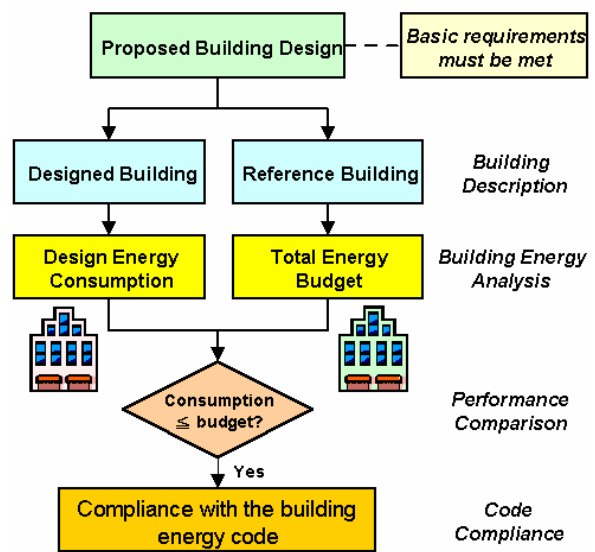 Proposed Building Design
Basic requirements
must be met
Designed Building
Reference Building
Building
Description
Design Energy
Consumption
Total Energy
Budget
Building Energy
Analysis
Consumption
≦ budget?
Performance
Comparison
Yes
Compliance with the building
energy code
Code
Compliance